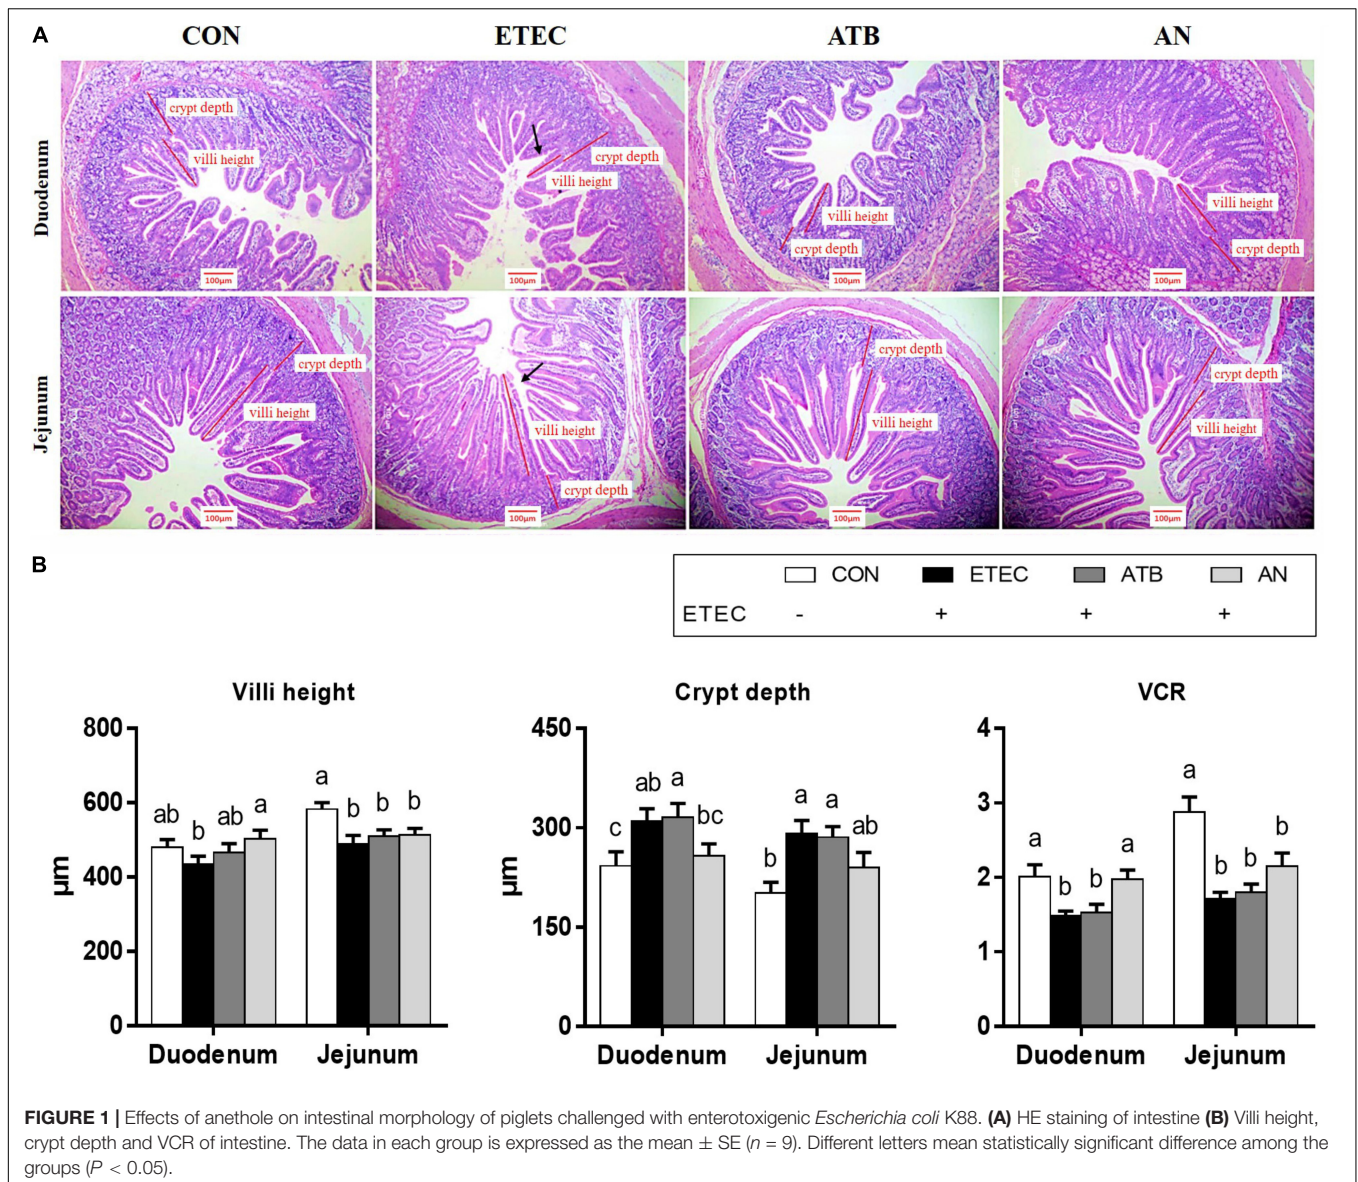 A
CON ETEC ATB AN
Duodenum
crypt depth
villi height
100μm
crypt depth
villi height
100μm
villi height
crypt depth
100μm
villi height
crypt depth
100μm
Jejunum
crypt depth
villi height
100μm
villi height
crypt depth
100μm
crypt depth
villi height
100μm
crypt depth
villi height
100μm
B
CON ETEC ATB AN
ETEC - + + +
Villi height
μm
800
600
400
200
0
ab b ab a
a b b b
Duodenum Jejunum
Crypt depth
μm
450
300
150
0
c ab a bc
b a a ab
Duodenum Jejunum
VCR
4
3
2
1
0
a b b a
a b b b
Duodenum Jejunum
FIGURE 1 | Effects of anethole on intestinal morphology of piglets challenged with enterotoxigenic Escherichia coli K88. (A) HE staining of intestine (B) Villi height,
crypt depth and VCR of intestine. The data in each group is expressed as the mean ± SE (n = 9). Different letters mean statistically significant difference among the
groups (P < 0.05).